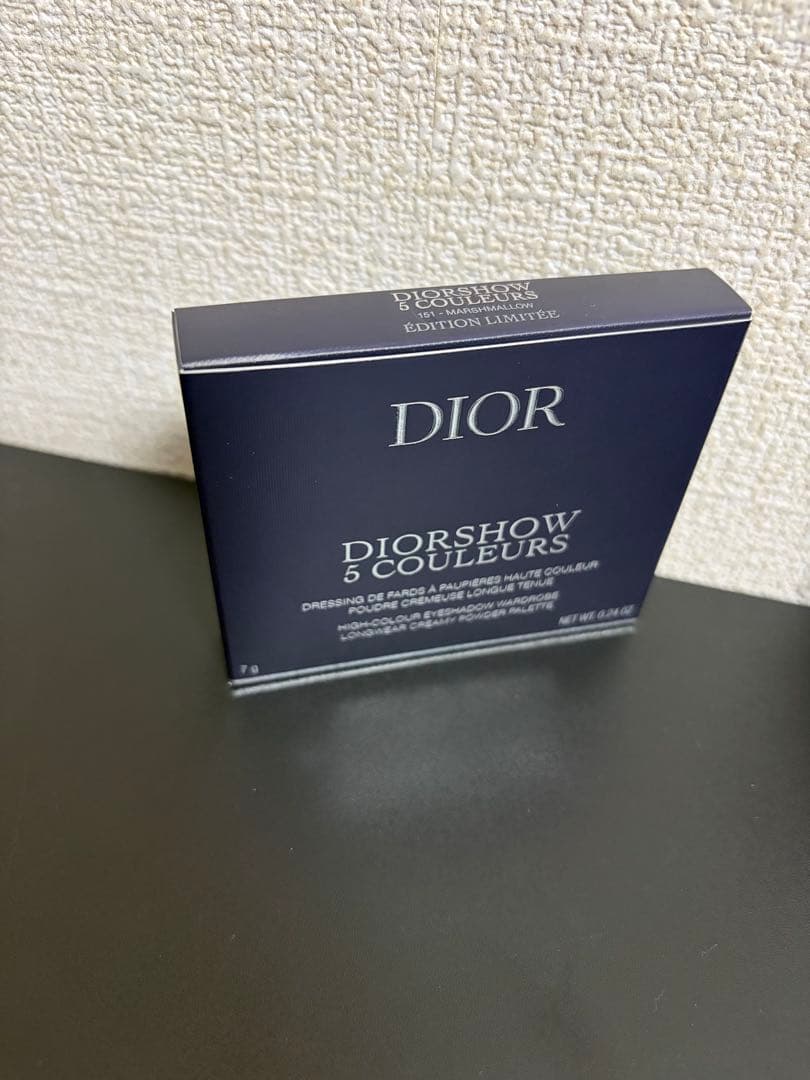 DIORSHOW
5 COULEURS
151 - MARSHMALLOW
ÉDITION LIMITÉE
DIOR
DIORSHOW
5 COULEURS
DRESSING DE FARDS À PAUPIÈRES HAUTE COULEUR
POUDRE CRÉMEUSE LONGUE TENUE
HIGH-COLOUR EYESHADOW WARDROBE
LONGWEAR CREAMY POWDER PALETTE
7 g
NET WT. 0.24 OZ